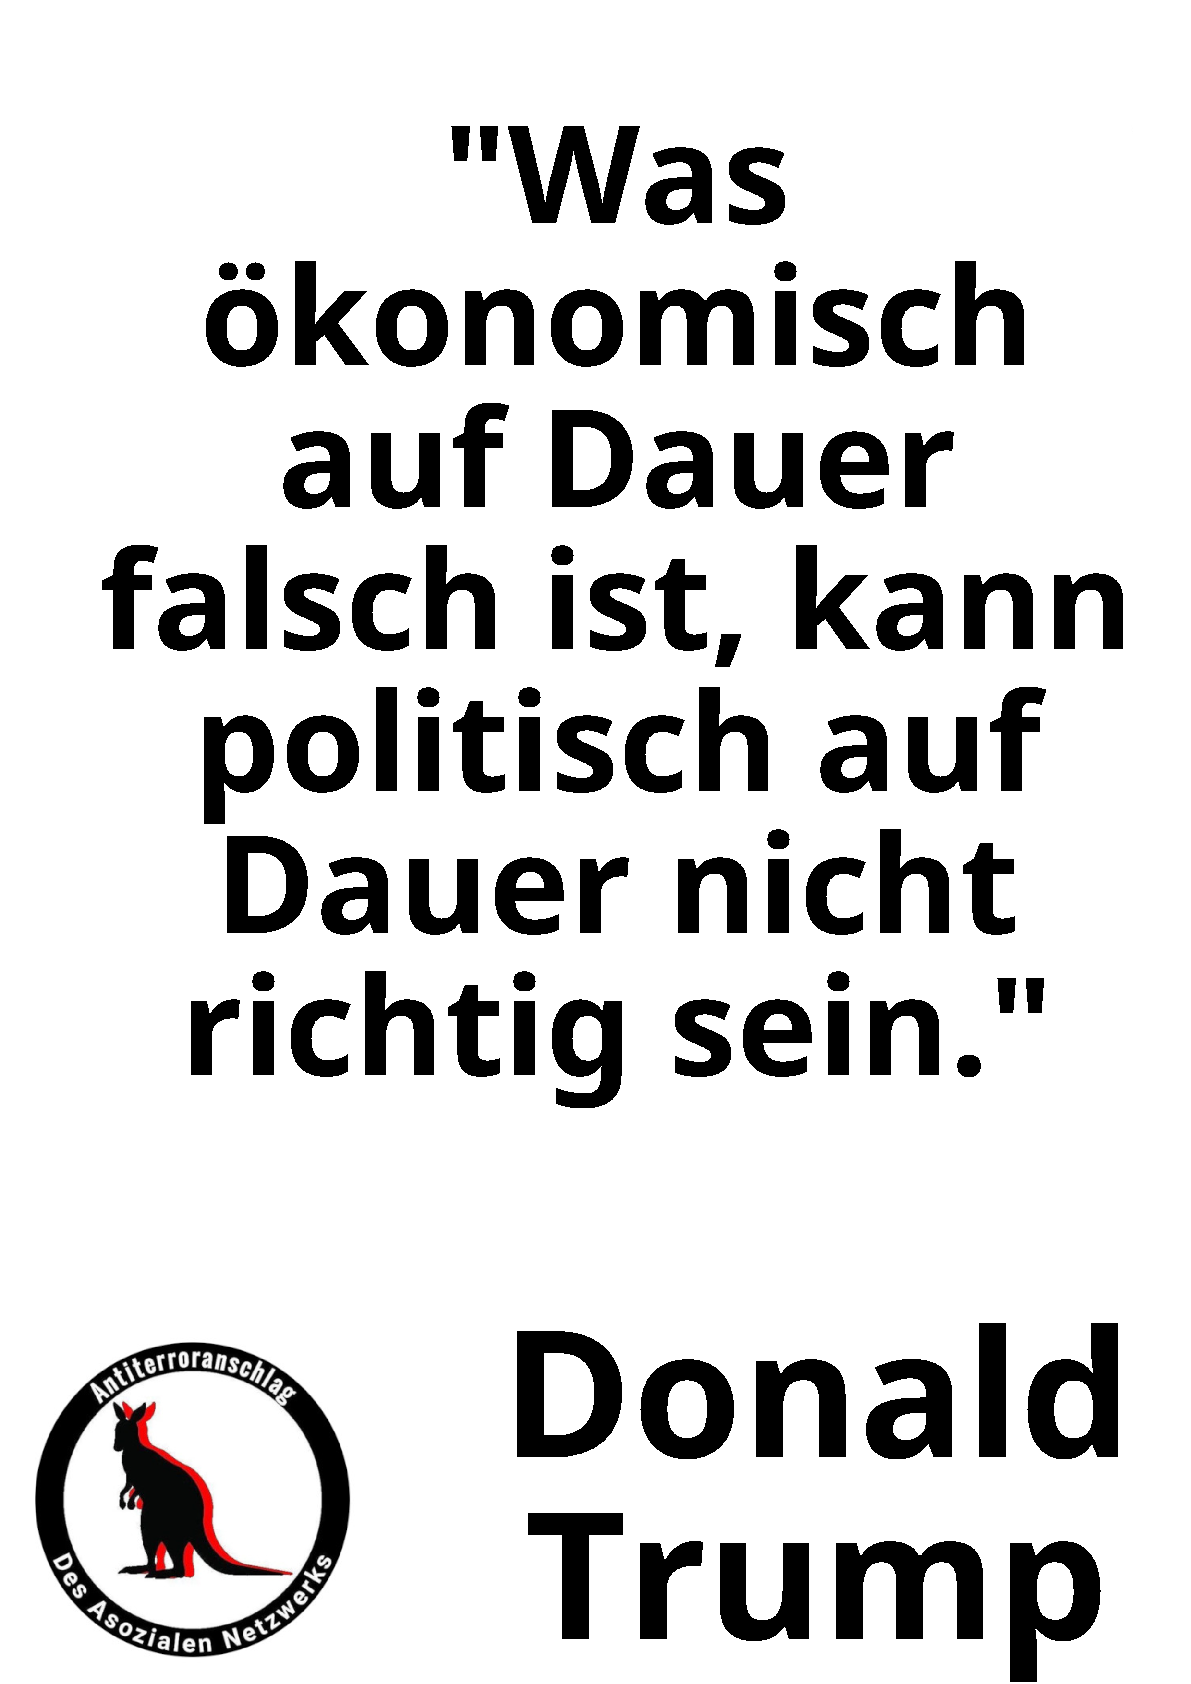 "Was
ökonomisch
auf Dauer
falsch ist, kann
politisch auf
Dauer nicht
richtig sein."
Donald
Trump
Antiterroranschlag
Des Asozialen Netzwerks